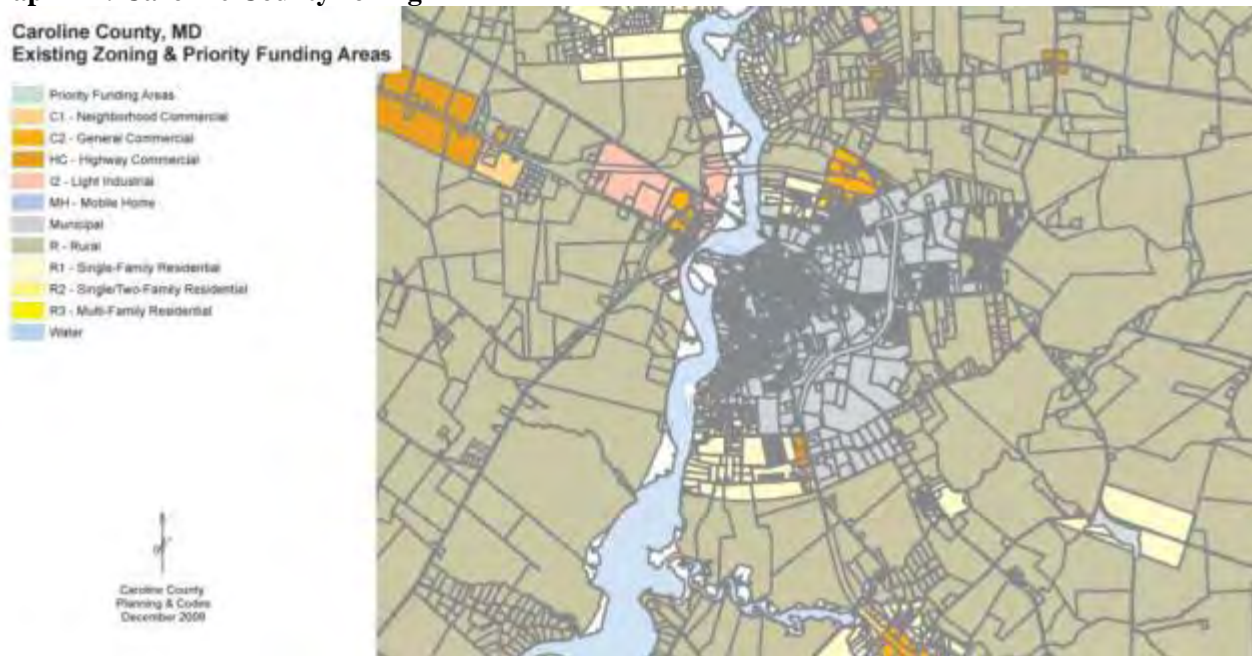 Caroline County, MD
Existing Zoning & Priority Funding Areas
Priority Funding Areas
C1 - Neighborhood Commercial
C2 - General Commercial
HC - Highway Commercial
I2 - Light Industrial
MH - Mobile Home
Municipal
R - Rural
R1 - Single-Family Residential
R2 - Single/Two-Family Residential
R3 - Multi-Family Residential
Water
Caroline County
Planning & Codes